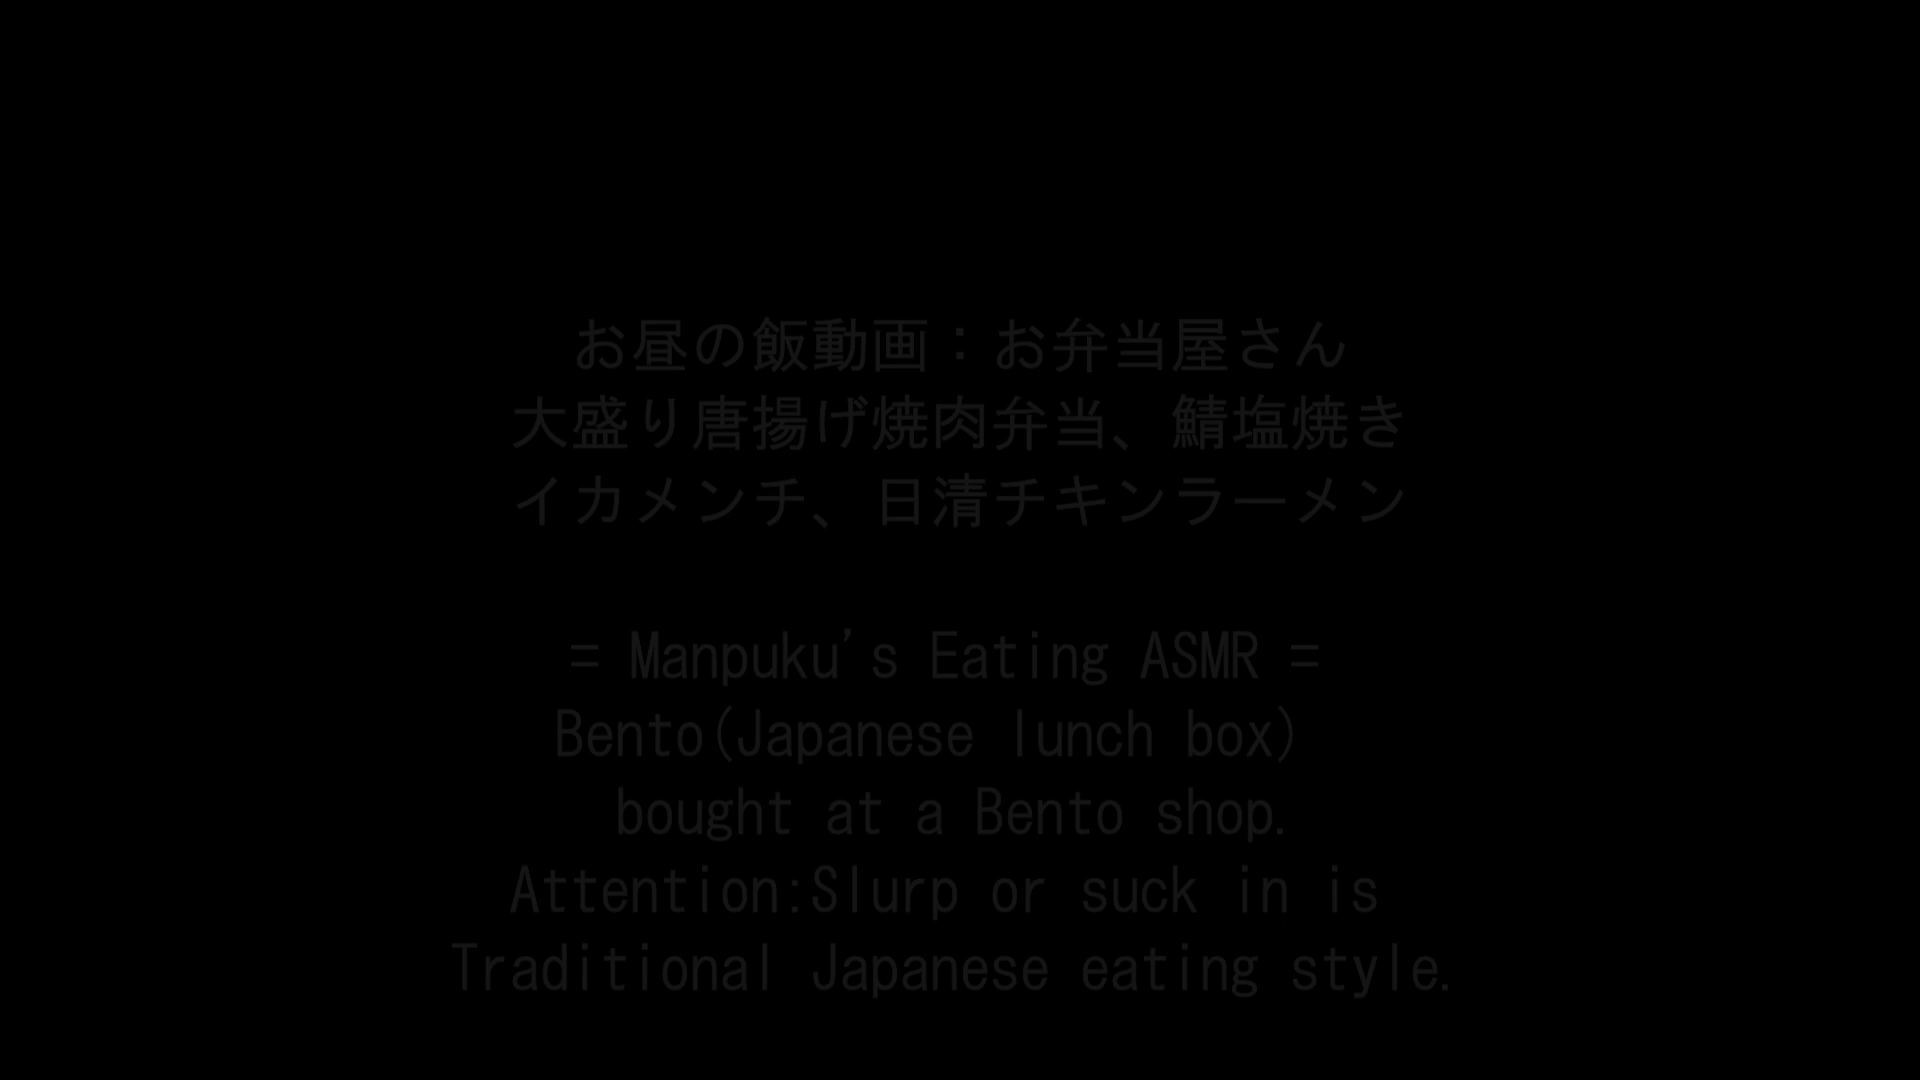 お昼の飯動画：お弁当屋さん
大盛り唐揚げ焼肉弁当、鯖塩焼き
イカメンチ、日清チキンラーメン
= Manpuku's Eating ASMR =
Bento(Japanese lunch box)
bought at a Bento shop.
Attention:Slurp or suck in is
Traditional Japanese eating style.